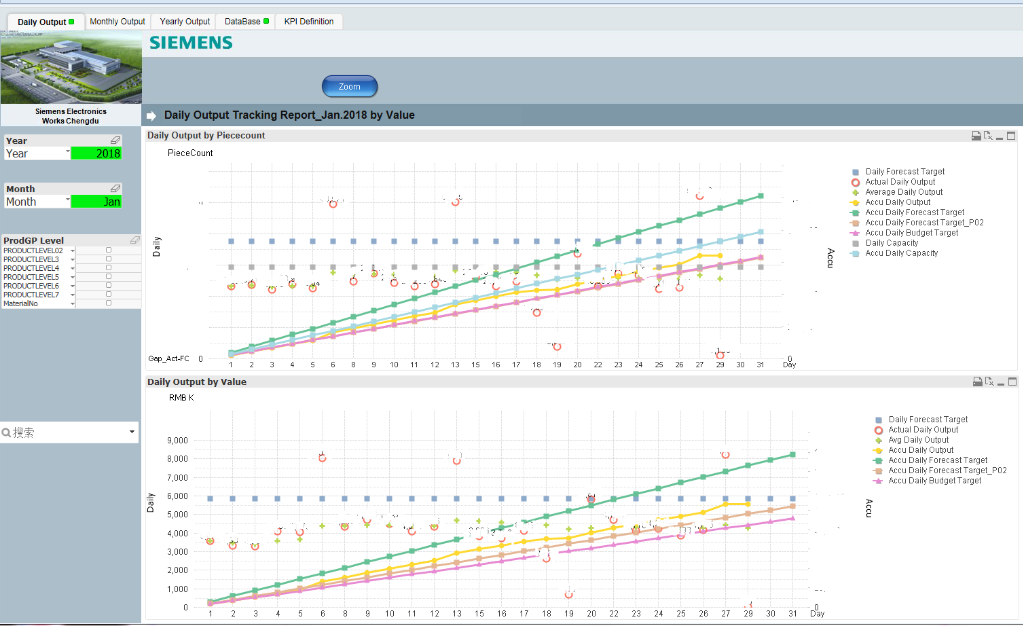 Daily Output Monthly Output Yearly Output DataBase KPI Definition
SIEMENS
Zoom
Siemens Electronics
Works Chengdu
Daily Output Tracking Report_Jan.2018 by Value
Year
Year 2018
Month
Month Jan
ProdGP Level
PRODUCTLEVEL02
PRODUCTLEVEL3
PRODUCTLEVEL4
PRODUCTLEVEL5
PRODUCTLEVEL6
PRODUCTLEVEL7
MaterialNo
搜索
Daily Output by Piececount
PieceCount
Daily
Accu
Daily Forecast Target
Actual Daily Output
Average Daily Output
Accu Daily Output
Accu Daily Forecast Target
Accu Daily Forecast Target_P02
Accu Daily Budget Target
Daily Capacity
Accu Daily Capacity
Gap_Act-FC 0 0
1 2 3 4 5 6 7 8 9 10 11 12 13 15 16 17 18 19 20 22 23 24 25 26 27 29 30 31 Day
Daily Output by Value
RMB K
Daily
Accu
9,000
8,000
7,000
6,000
5,000
4,000
3,000
2,000
1,000
0 0
1 2 3 4 5 6 8 9 10 11 12 13 15 16 17 18 19 20 22 23 24 25 26 27 29 30 31 Day
Daily Forecast Target
Actual Daily Output
Avg Daily Output
Accu Daily Output
Accu Daily Forecast Target
Accu Daily Forecast Target_P02
Accu Daily Budget Target